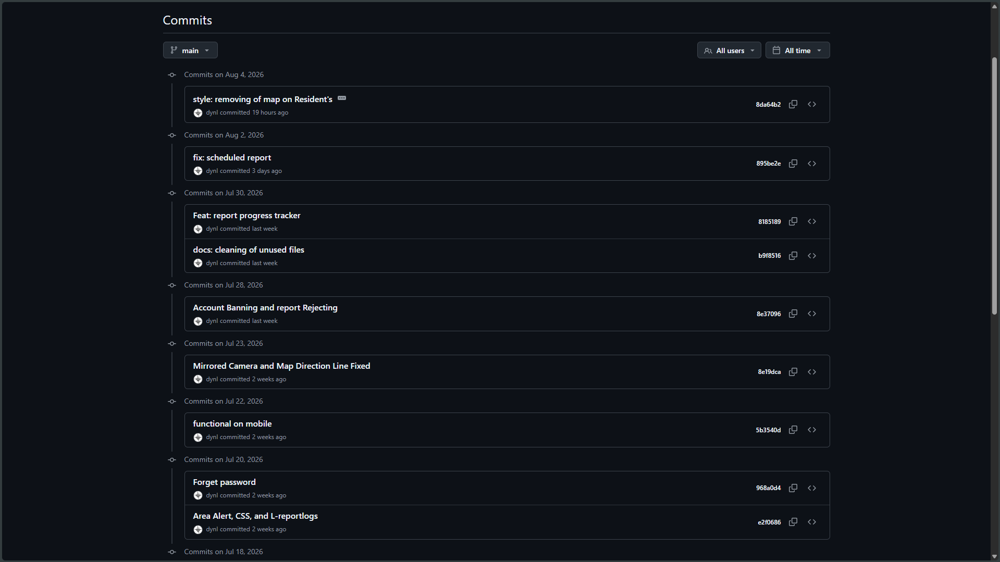 Commits
main
All users
All time
Commits on Aug 4, 2026
style: removing of map on Resident's
dynl committed 19 hours ago
8da64b2
Commits on Aug 2, 2026
fix: scheduled report
dynl committed 3 days ago
895be2e
Commits on Jul 30, 2026
Feat: report progress tracker
dynl committed last week
8185189
docs: cleaning of unused files
dynl committed last week
b9f8516
Commits on Jul 28, 2026
Account Banning and report Rejecting
dynl committed last week
8e37096
Commits on Jul 23, 2026
Mirrored Camera and Map Direction Line Fixed
dynl committed 2 weeks ago
8e19dca
Commits on Jul 22, 2026
functional on mobile
dynl committed 2 weeks ago
5b3540d
Commits on Jul 20, 2026
Forget password
dynl committed 2 weeks ago
968a0d4
Area Alert, CSS, and L-reportlogs
dynl committed 2 weeks ago
e2f0686
Commits on Jul 18, 2026